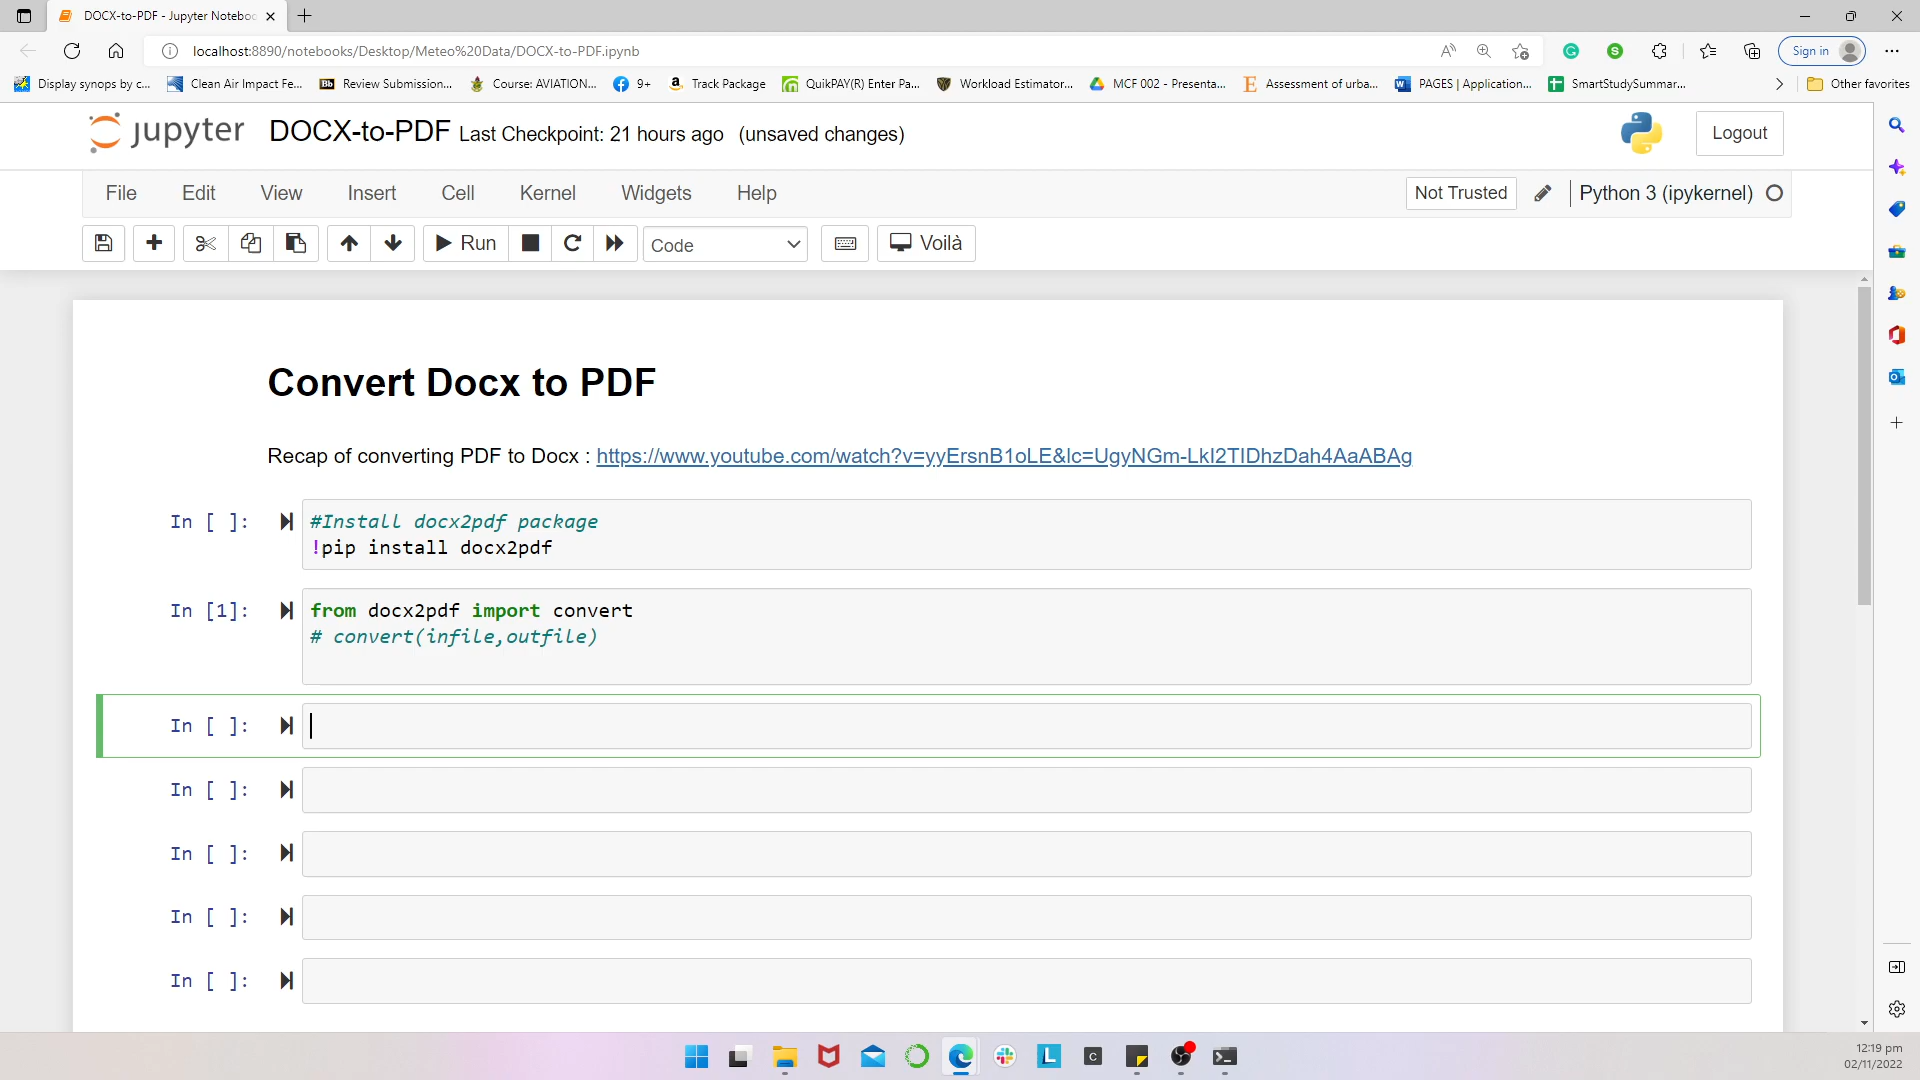 DOCX-to-PDF - Jupyter Noteboo
localhost:8890/notebooks/Desktop/Meteo%20Data/DOCX-to-PDF.ipynb
Sign in
Display synops by c...
Clean Air Impact Fe...
Bb Review Submission...
Course: AVIATION...
9+
Track Package
QuikPAY(R) Enter Pa...
Workload Estimator...
MCF 002 - Presenta...
Assessment of urba...
PAGES | Application...
SmartStudySummar...
Other favorites
jupyter DOCX-to-PDF Last Checkpoint: 21 hours ago (unsaved changes)
Logout
File Edit View Insert Cell Kernel Widgets Help
Not Trusted
Python 3 (ipykernel)
Run
Code
Voilà
Convert Docx to PDF
Recap of converting PDF to Docx : https://www.youtube.com/watch?v=yyErsnB1oLE&lc=UgyNGm-LkI2TIDhzDah4AaABAg
In [ ]: #Install docx2pdf package
!pip install docx2pdf
In [1]: from docx2pdf import convert
# convert(infile,outfile)
In [ ]:
In [ ]:
In [ ]:
In [ ]:
In [ ]:
12:19 pm
02/11/2022